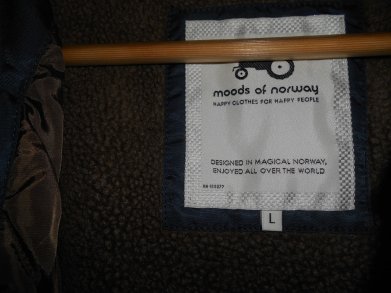 moods of norway
HAPPY CLOTHES FOR HAPPY PEOPLE
DESIGNED IN MAGICAL NORWAY,
ENJOYED ALL OVER THE WORLD
L